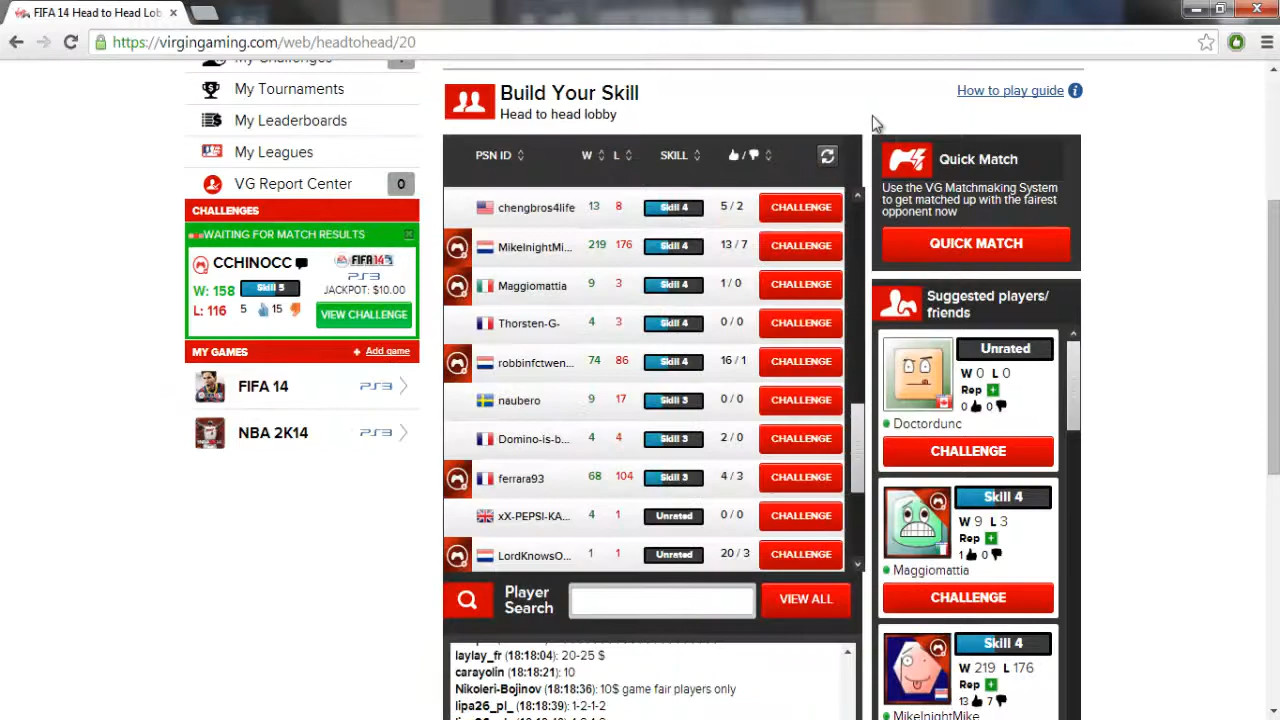 FIFA 14 Head to Head Lob
https://virgingaming.com/web/headtohead/20
My Challenges
My Tournaments
My Leaderboards
My Leagues
VG Report Center 0
CHALLENGES
WAITING FOR MATCH RESULTS
CCHINOCC
EA SPORTS FIFA 14
PS3
W: 158 Skill 5
JACKPOT: $10.00
L: 116 5 15
VIEW CHALLENGE
MY GAMES + Add game
FIFA 14 PS3
NBA 2K14 PS3
Build Your Skill
Head to head lobby
How to play guide i
PSN ID W L SKILL /
chengbros4life 13 8 Skill 4 5 / 2 CHALLENGE
MikelnightMi... 219 176 Skill 4 13 / 7 CHALLENGE
Maggiomattia 9 3 Skill 4 1 / 0 CHALLENGE
Thorsten-G- 4 3 Skill 4 0 / 0 CHALLENGE
robbinfctwen... 74 86 Skill 4 16 / 1 CHALLENGE
naubero 9 17 Skill 3 0 / 0 CHALLENGE
Domino-is-b... 4 4 Skill 3 2 / 0 CHALLENGE
ferrara93 68 104 Skill 3 4 / 3 CHALLENGE
xX-PEPSI-KA... 4 1 Unrated 0 / 0 CHALLENGE
LordKnowsO... 1 1 Unrated 20 / 3 CHALLENGE
Player
Search
VIEW ALL
laylay_fr (18:18:04): 20-25 $
carayolin (18:18:21): 10
Nikoleri-Bojinov (18:18:36): 10$ game fair players only
lipa26_pl_ (18:18:39): 1-2-1-2
Quick Match
Use the VG Matchmaking System
to get matched up with the fairest
opponent now
QUICK MATCH
Suggested players/
friends
Unrated
W 0 L 0
Rep +
0 0
Doctordunc
CHALLENGE
Skill 4
W 9 L 3
Rep +
1 0
Maggiomattia
CHALLENGE
Skill 4
W 219 L 176
Rep +
13 7
MikelnightMike